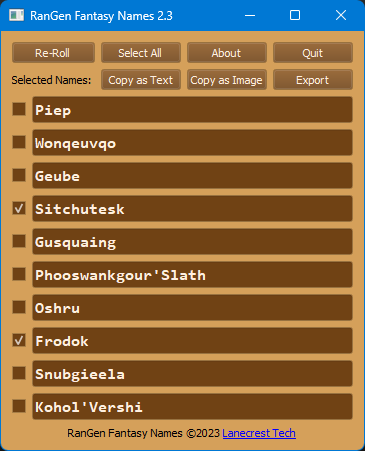 RanGen Fantasy Names 2.3
Re-Roll Select All About Quit
Selected Names: Copy as Text Copy as Image Export
Piep
Wonqeuvqo
Geube
Sitchutesk
Gusquaing
Phooswankgour'Slath
Oshru
Frodok
Snubgieela
Kohol'Vershi
RanGen Fantasy Names ©2023 Lanecrest Tech